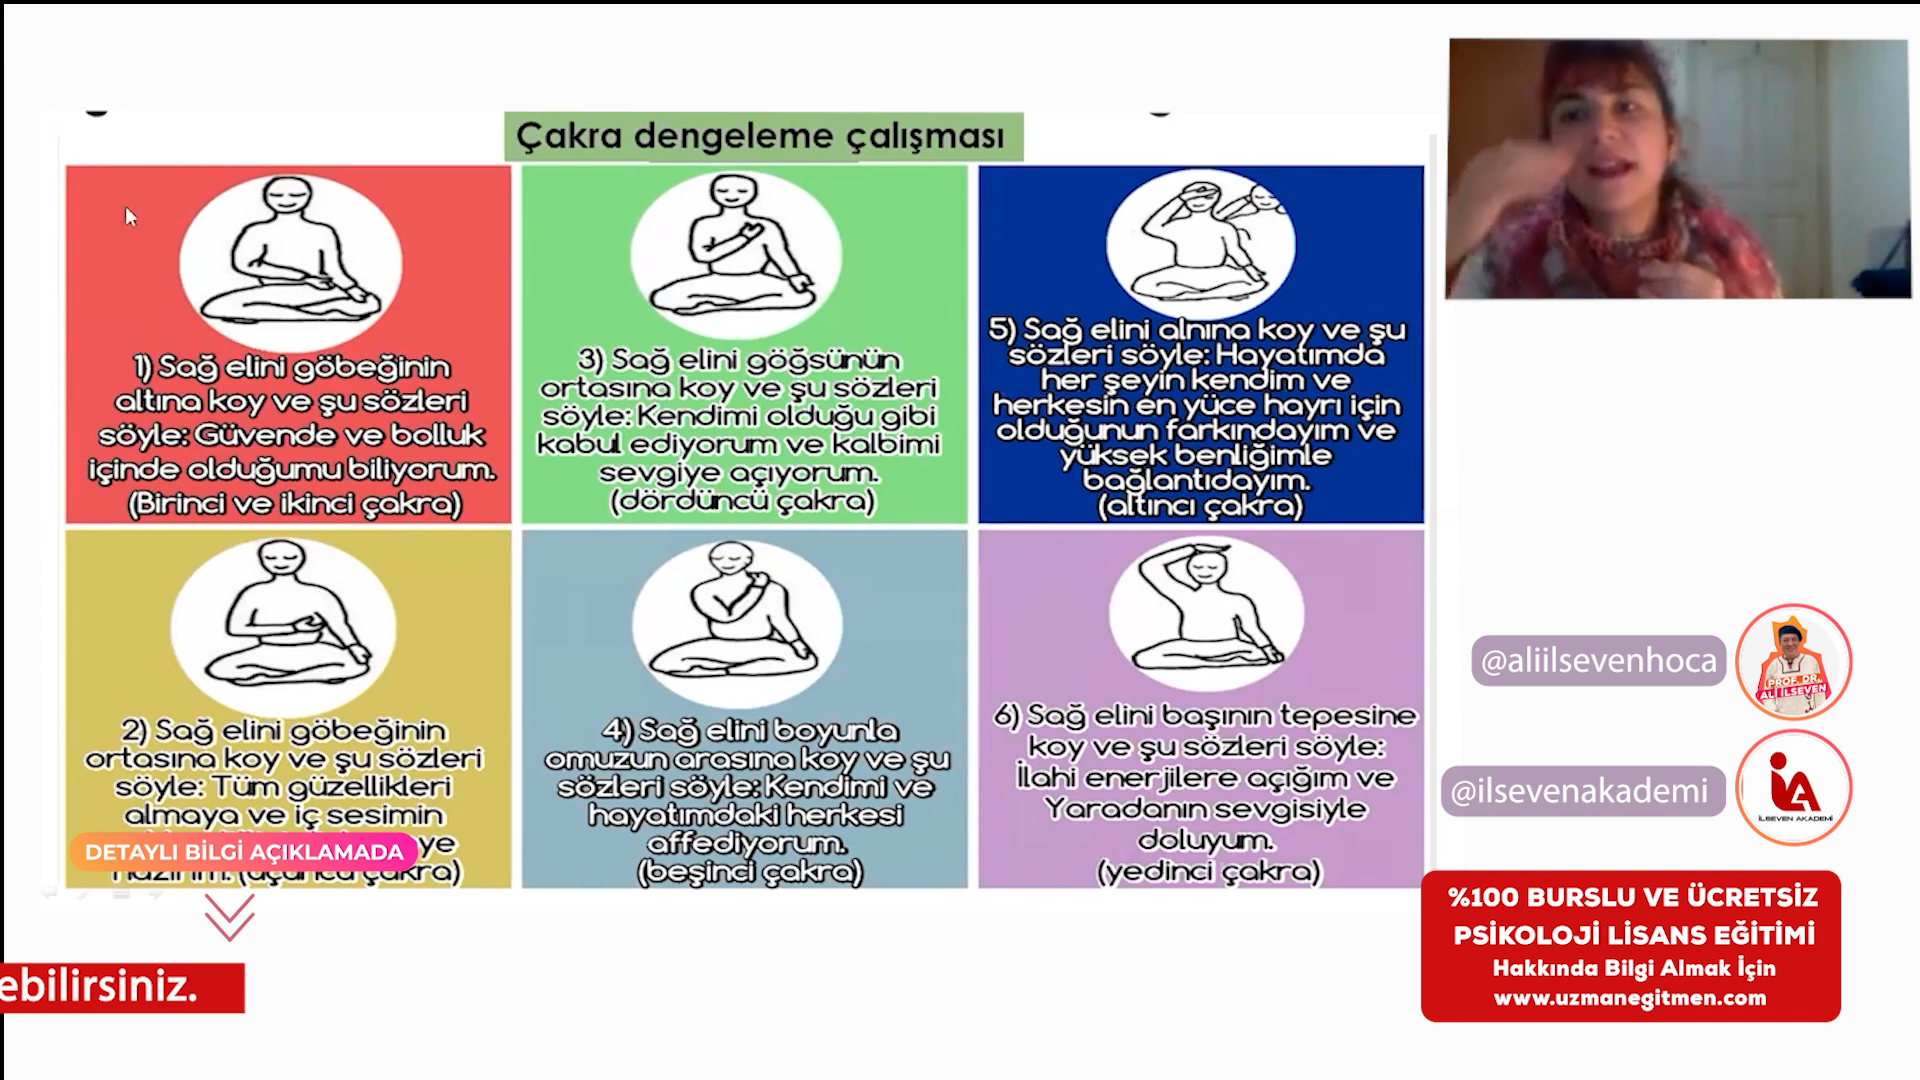 Çakra dengeleme çalışması
1) Sağ elini göbeğinin
altına koy ve şu sözleri
söyle: Güvende ve bolluk
içinde olduğumu biliyorum.
(Birinci ve ikinci çakra)
3) Sağ elini göğsünün
ortasına koy ve şu sözleri
söyle: Kendimi olduğu gibi
kabul ediyorum ve kalbimi
sevgiye açıyorum.
(dördüncü çakra)
5) Sağ elini alnına koy ve şu
sözleri söyle: Hayatımda
her şeyin kendim ve
herkesin en yüce hayrı için
olduğunun farkındayım ve
yüksek benliğimle
bağlantıdayım.
(altıncı çakra)
2) Sağ elini göbeğinin
ortasına koy ve şu sözleri
söyle: Tüm güzellikleri
almaya ve iç sesimin
ye
çakra)
DETAYLI BİLGİ AÇIKLAMADA
4) Sağ elini boyunla
omuzun arasına koy ve şu
sözleri söyle: Kendimi ve
hayatımdaki herkesi
affediyorum.
(beşinci çakra)
6) Sağ elini başının tepesine
koy ve şu sözleri söyle:
İlahi enerjilere açığım ve
Yaradanın sevgisiyle
doluyum.
(yedinci çakra)
@aliilsevenhoca
PROF. DR.
ALİ İLSEVEN
@ilsevenakademi
İLSEVEN AKADEMİ
%100 BURSLU VE ÜCRETSİZ
PSİKOLOJİ LİSANS EĞİTİMİ
Hakkında Bilgi Almak İçin
www.uzmanegitmen.com
ebilirsiniz.